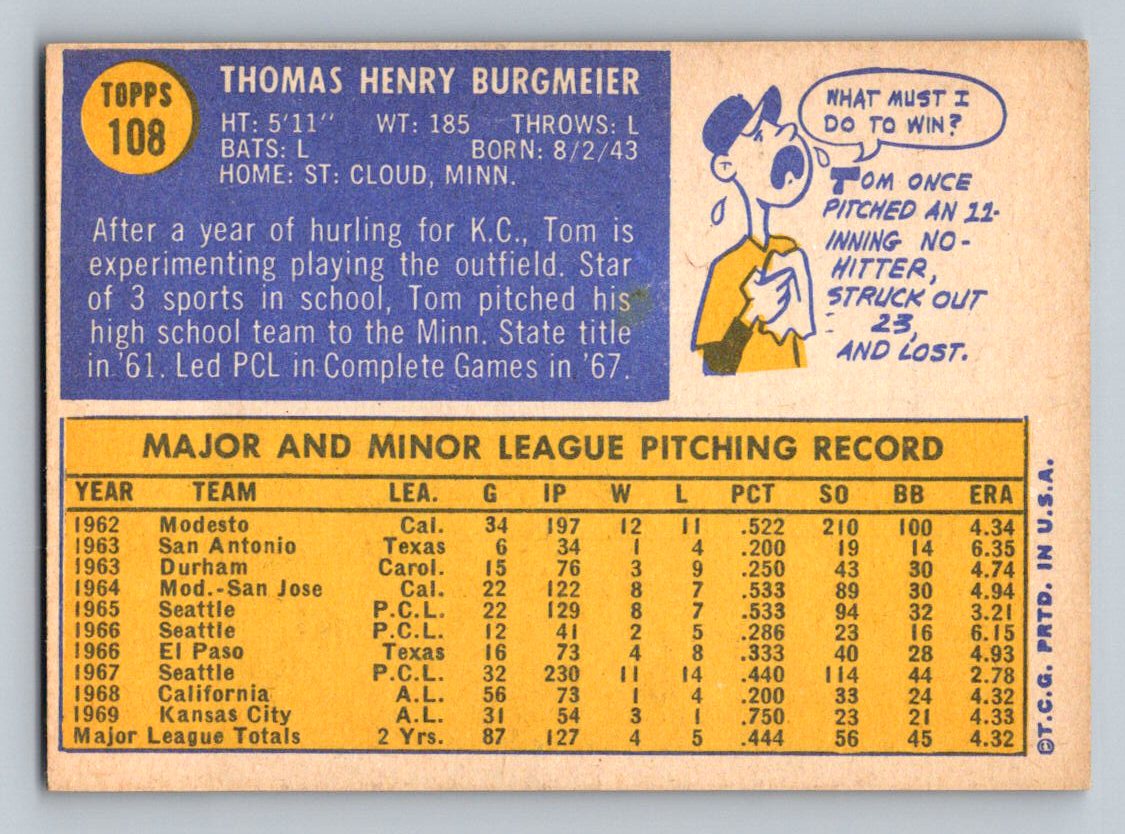 TOPPS
108
THOMAS HENRY BURGMEIER
HT: 5'11" WT: 185 THROWS: L
BATS: L BORN: 8/2/43
HOME: ST: CLOUD, MINN.
After a year of hurling for K.C., Tom is
experimenting playing the outfield. Star
of 3 sports in school, Tom pitched his
high school team to the Minn. State title
in '61. Led PCL in Complete Games in '67.
WHAT MUST I
DO TO WIN?
TOM ONCE
PITCHED AN 11-
INNING NO-
HITTER,
STRUCK OUT
23,
AND LOST.
MAJOR AND MINOR LEAGUE PITCHING RECORD
YEAR TEAM LEA. G IP W L PCT SO BB ERA
1962 Modesto Cal. 34 197 12 11 .522 210 100 4.34
1963 San Antonio Texas 6 34 1 4 .200 19 14 6.35
1963 Durham Carol. 15 76 3 9 .250 43 30 4.74
1964 Mod.-San Jose Cal. 22 122 8 7 .533 89 30 4.94
1965 Seattle P.C.L. 22 129 8 7 .533 94 32 3.21
1966 Seattle P.C.L. 12 41 2 5 .286 23 16 6.15
1966 El Paso Texas 16 73 4 8 .333 40 28 4.93
1967 Seattle P.C.L. 32 230 11 14 .440 114 44 2.78
1968 California A.L. 56 73 1 4 .200 33 24 4.32
1969 Kansas City A.L. 31 54 3 1 .750 23 21 4.33
Major League Totals 2 Yrs. 87 127 4 5 .444 56 45 4.32
©T.C.G. PRTD. IN U.S.A.